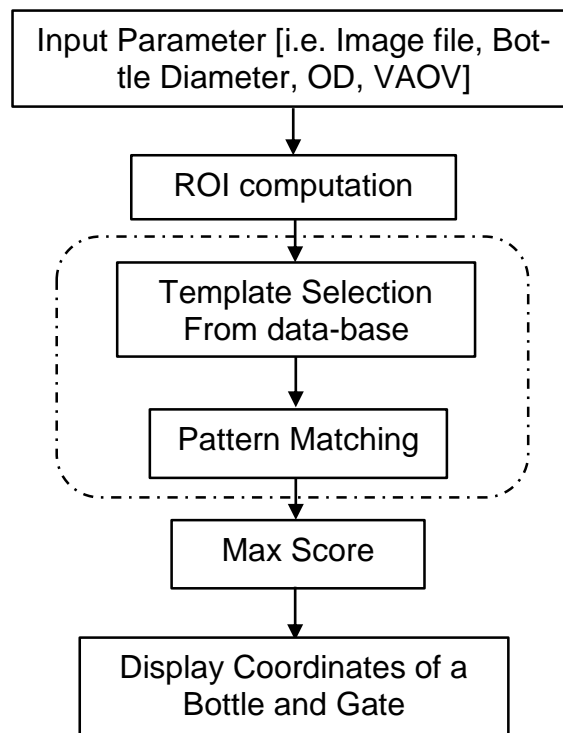 Input Parameter [i.e. Image file, Bot-
tle Diameter, OD, VAOV]
ROI computation
Template Selection
From data-base
Pattern Matching
Max Score
Display Coordinates of a
Bottle and Gate